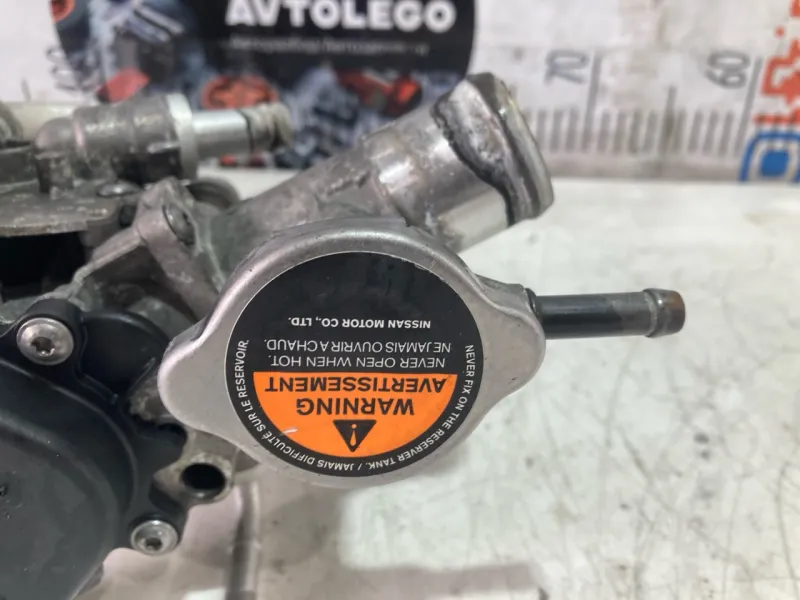 AVTOLEGO
70
60
WARNING
AVERTISSEMENT
NEVER OPEN WHEN HOT.
NE JAMAIS OUVRIR A CHAUD.
NISSAN MOTOR CO., LTD.
NEVER FIX ON THE RESERVER TANK. / JAMAIS DIFFICULTÉ SUR LE RESERVOIR.